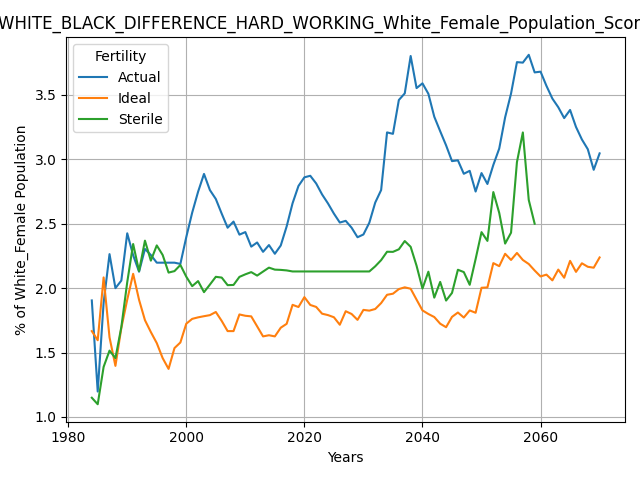 WHITE_BLACK_DIFFERENCE_HARD_WORKING_White_Female_Population_Scor
Fertility
Actual
Ideal
Sterile
% of White_Female Population
3.5
3.0
2.5
2.0
1.5
1.0
1980
2000
2020
2040
2060
Years